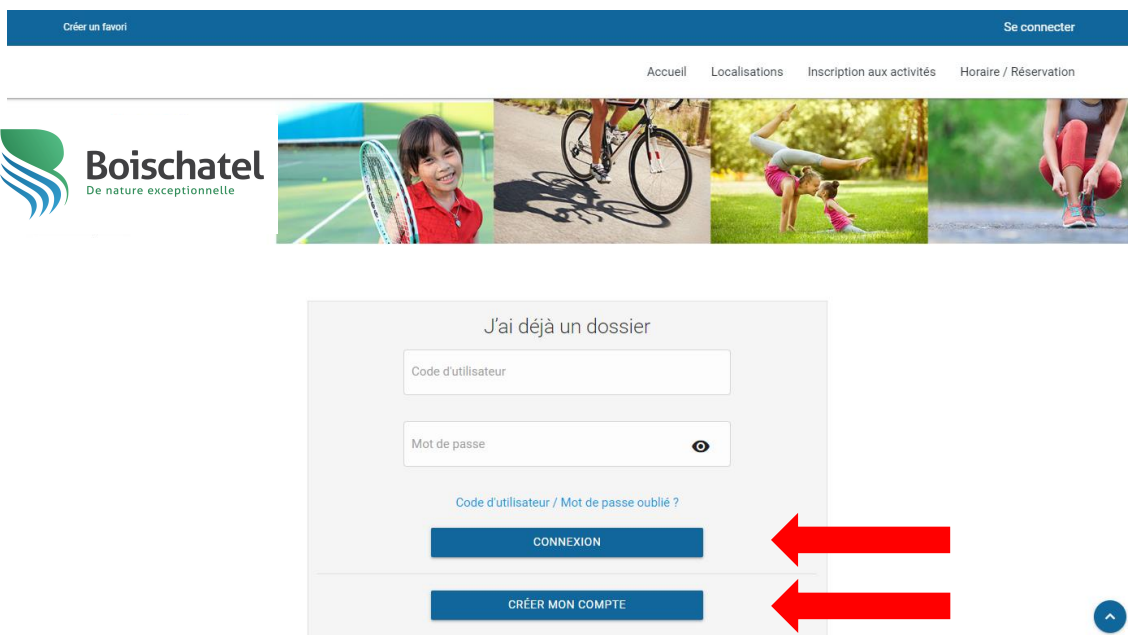 Créer un favori
Se connecter
Accueil Localisations Inscription aux activités Horaire / Réservation
Boischatel
De nature exceptionnelle
J'ai déjà un dossier
Code d'utilisateur
Mot de passe
Code d'utilisateur / Mot de passe oublié ?
CONNEXION
CRÉER MON COMPTE